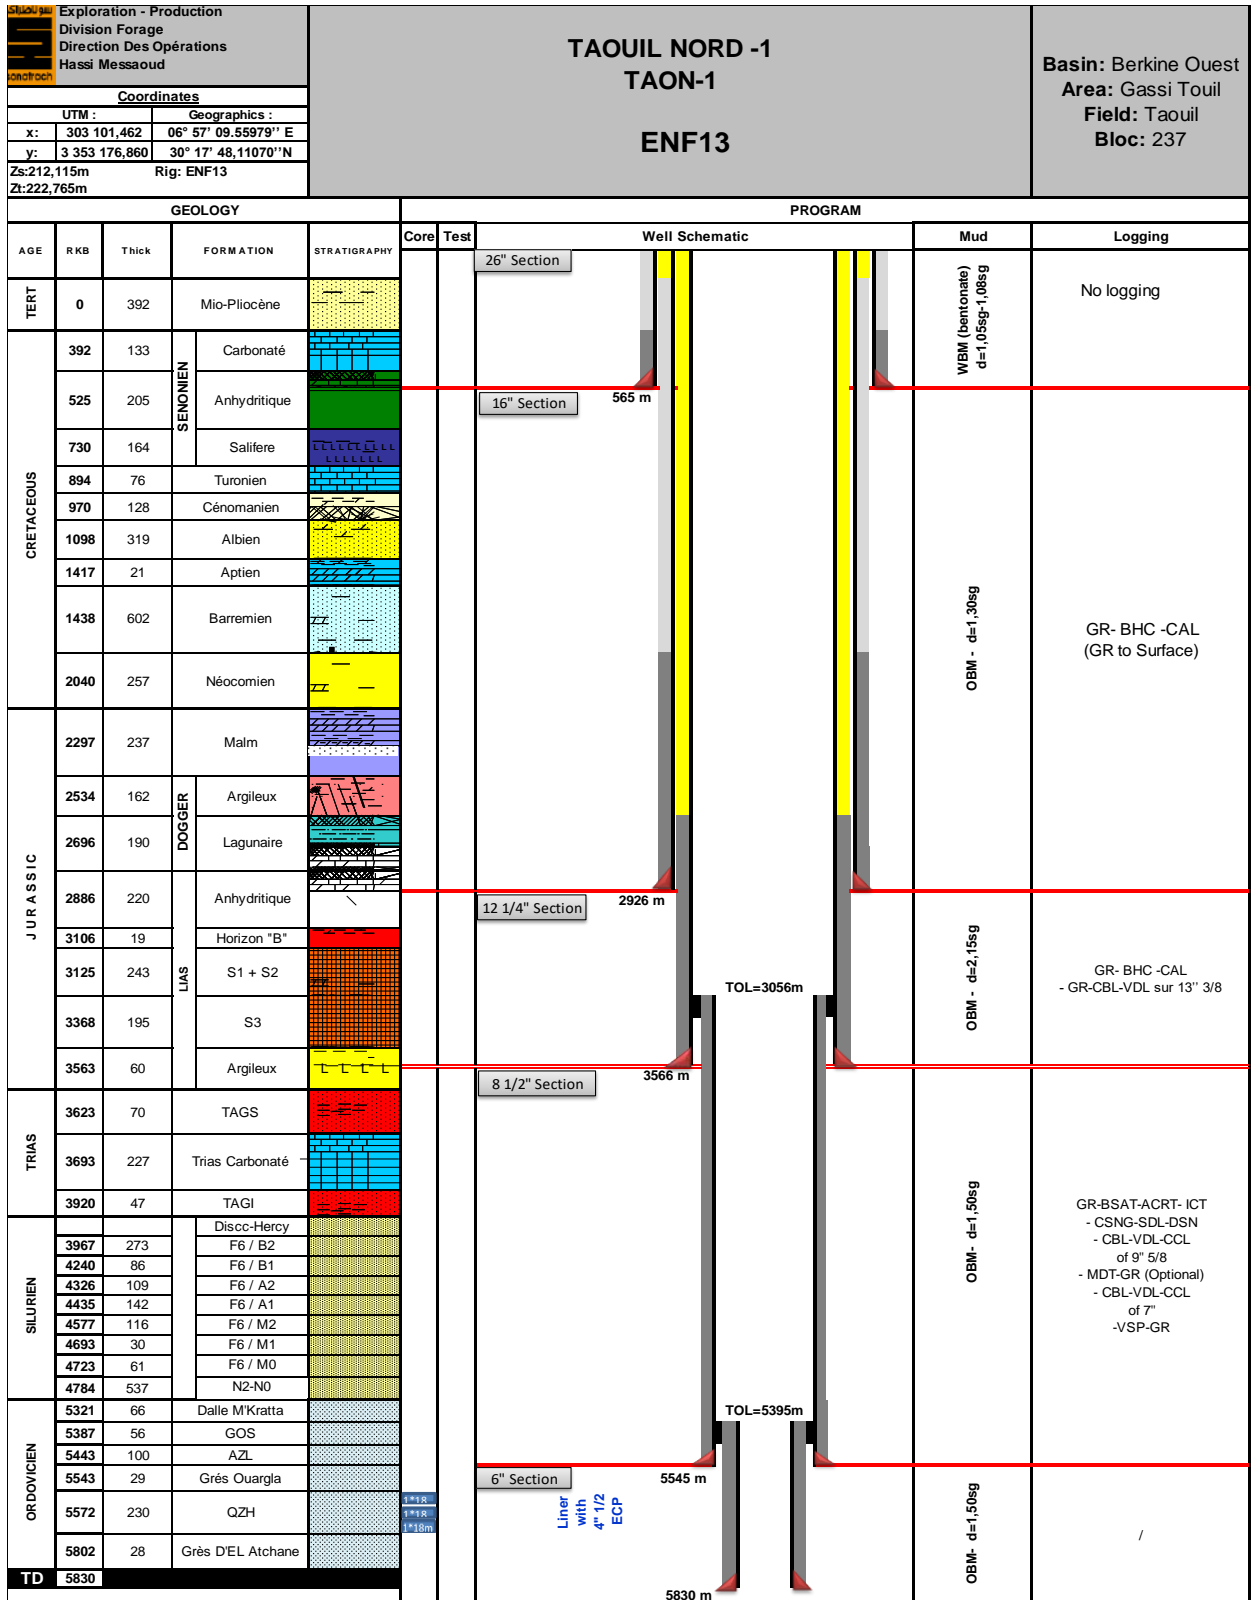 سوناطراك
sonatrach
Exploration - Production
Division Forage
Direction Des Opérations
Hassi Messaoud
Coordinates
UTM : Geographics :
x: 303 101,462 06° 57' 09.55979'' E
y: 3 353 176,860 30° 17' 48,11070''N
Zs:212,115m Rig: ENF13
Zt:222,765m
TAOUIL NORD -1
TAON-1
ENF13
Basin: Berkine Ouest
Area: Gassi Touil
Field: Taouil
Bloc: 237
GEOLOGY PROGRAM
AGE RKB Thick FORMATION STRATIGRAPHY Core Test Well Schematic Mud Logging
TERT
0 392 Mio-Pliocène
CRETACEOUS
SENONIEN
392 133 Carbonaté
525 205 Anhydritique
730 164 Salifere
894 76 Turonien
970 128 Cénomanien
1098 319 Albien
1417 21 Aptien
1438 602 Barremien
2040 257 Néocomien
JURASSIC
2297 237 Malm
DOGGER
2534 162 Argileux
2696 190 Lagunaire
LIAS
2886 220 Anhydritique
3106 19 Horizon "B"
3125 243 S1 + S2
3368 195 S3
3563 60 Argileux
TRIAS
3623 70 TAGS
3693 227 Trias Carbonaté
3920 47 TAGI
SILURIEN
Discc-Hercy
3967 273 F6 / B2
4240 86 F6 / B1
4326 109 F6 / A2
4435 142 F6 / A1
4577 116 F6 / M2
4693 30 F6 / M1
4723 61 F6 / M0
4784 537 N2-N0
ORDOVICIEN
5321 66 Dalle M'Kratta
5387 56 GOS
5443 100 AZL
5543 29 Grés Ouargla
5572 230 QZH
5802 28 Grès D'EL Atchane
TD 5830
1*18
1*18
1*18m
26" Section
565 m
16" Section
2926 m
12 1/4" Section
TOL=3056m
3566 m
8 1/2" Section
TOL=5395m
5545 m
6" Section
Liner
with
4" 1/2
ECP
5830 m
WBM (bentonate)
d=1,05sg-1,08sg
OBM - d=1,30sg
OBM - d=2,15sg
OBM- d=1,50sg
OBM- d=1,50sg
No logging
GR- BHC -CAL
(GR to Surface)
GR- BHC -CAL
- GR-CBL-VDL sur 13'' 3/8
GR-BSAT-ACRT- ICT
- CSNG-SDL-DSN
- CBL-VDL-CCL
of 9" 5/8
- MDT-GR (Optional)
- CBL-VDL-CCL
of 7"
-VSP-GR
/